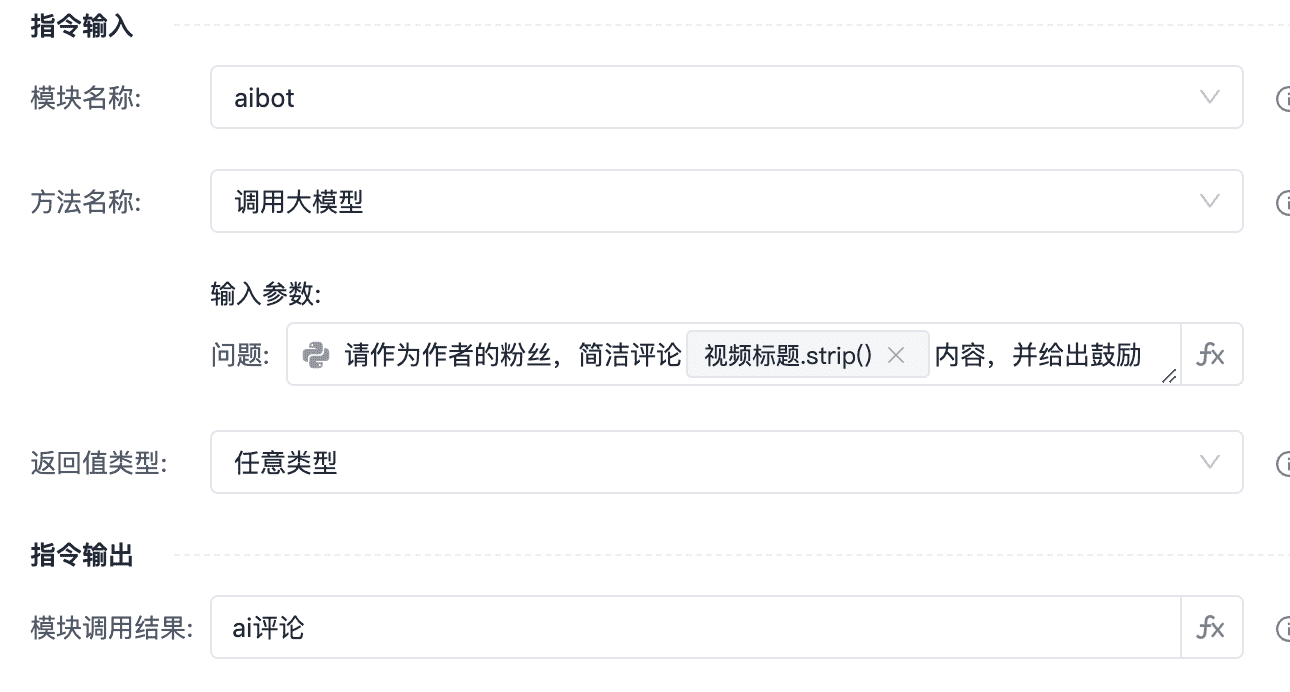 指令输入
模块名称: aibot
方法名称: 调用大模型
输入参数:
问题: 请作为作者的粉丝，简洁评论 视频标题.strip() × 内容，并给出鼓励 fx
返回值类型: 任意类型
指令输出
模块调用结果: ai评论 fx